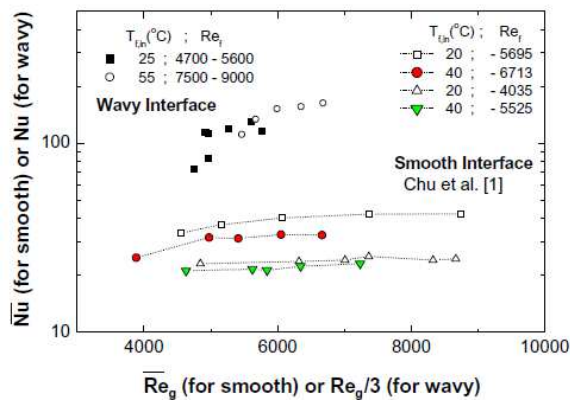 T_f,in(°C) ; Re_f
25 ; 4700 - 5600
55 ; 7500 - 9000
Wavy Interface
T_f,in(°C) ; Re_f
20 ; - 5695
40 ; - 6713
20 ; - 4035
40 ; - 5525
Smooth Interface
Chu et al. [1]
N̅u̅ (for smooth) or Nu (for wavy)
100
10
4000 6000 8000 10000
R̅e̅_g (for smooth) or Re_g/3 (for wavy)